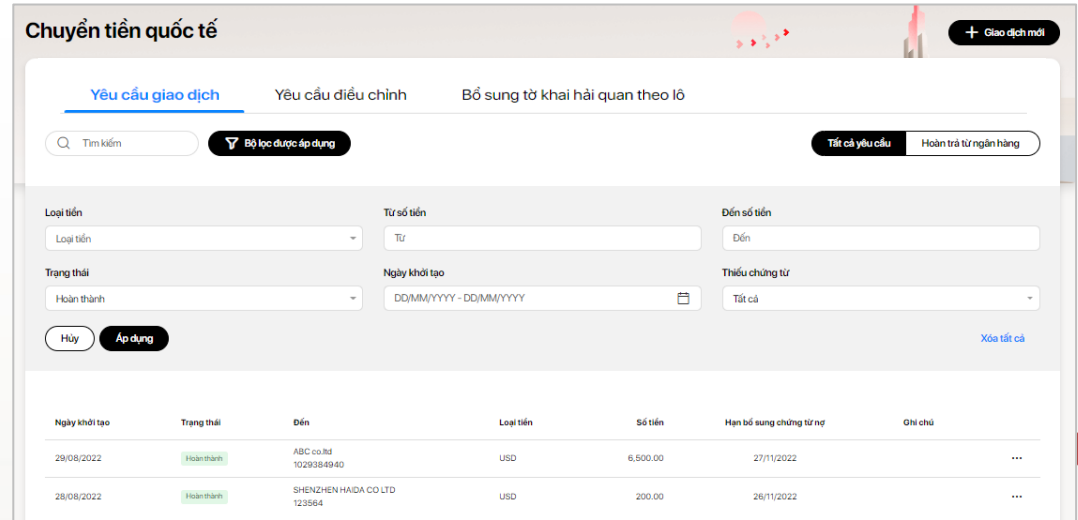 Chuyển tiền quốc tế
+ Giao dịch mới
Yêu cầu giao dịch Yêu cầu điều chỉnh Bổ sung tờ khai hải quan theo lô
Tìm kiếm Bộ lọc được áp dụng Tất cả yêu cầu Hoàn trả từ ngân hàng
Loại tiền Từ số tiền Đến số tiền
Loại tiền Từ Đến
Trạng thái Ngày khởi tạo Thiếu chứng từ
Hoàn thành DD/MM/YYYY - DD/MM/YYYY Tất cả
Hủy Áp dụng Xóa tất cả
Ngày khởi tạo Trạng thái Đến Loại tiền Số tiền Hạn bổ sung chứng từ nợ Ghi chú
29/08/2022 Hoàn thành ABC co.ltd USD 6,500.00 27/11/2022 ...
1029384940
28/08/2022 Hoàn thành SHENZHEN HAIDA CO LTD USD 200.00 26/11/2022 ...
123564